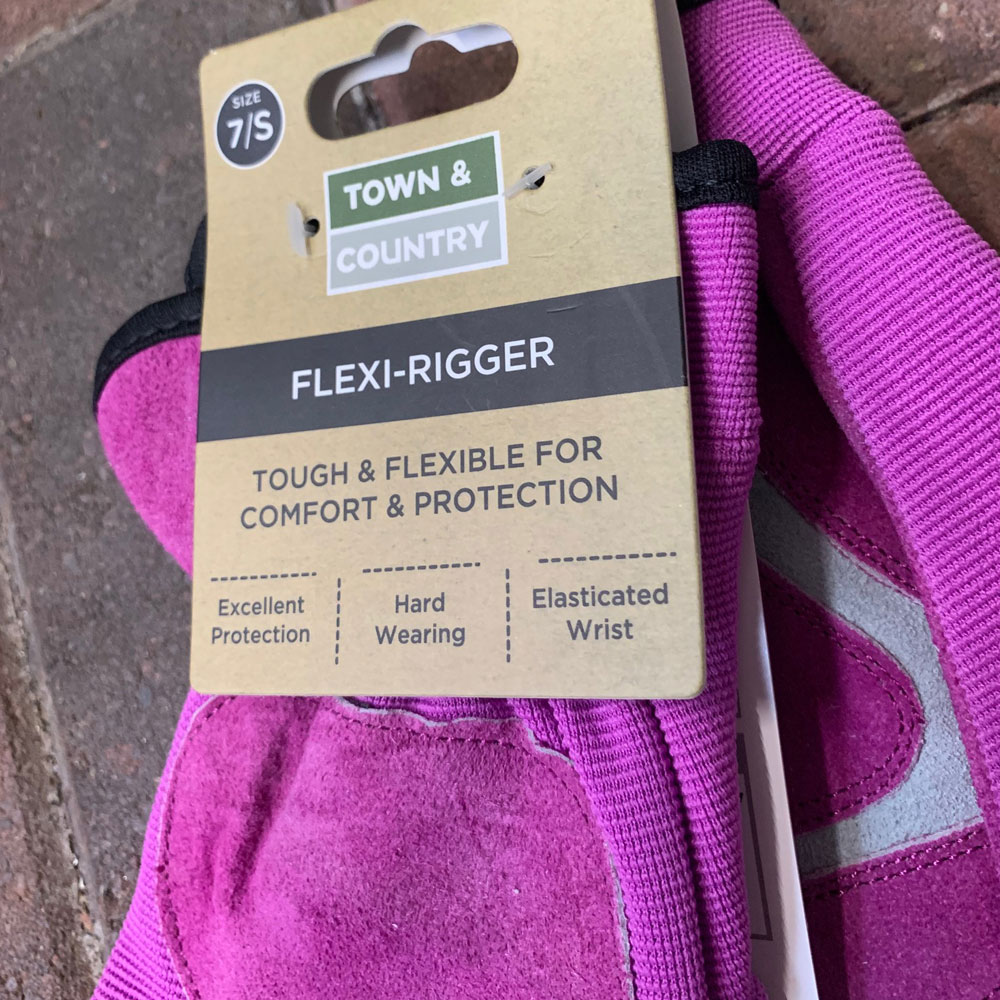 SIZE
7/S
TOWN &
COUNTRY
FLEXI-RIGGER
TOUGH & FLEXIBLE FOR
COMFORT & PROTECTION
Excellent
Protection
Hard
Wearing
Elasticated
Wrist